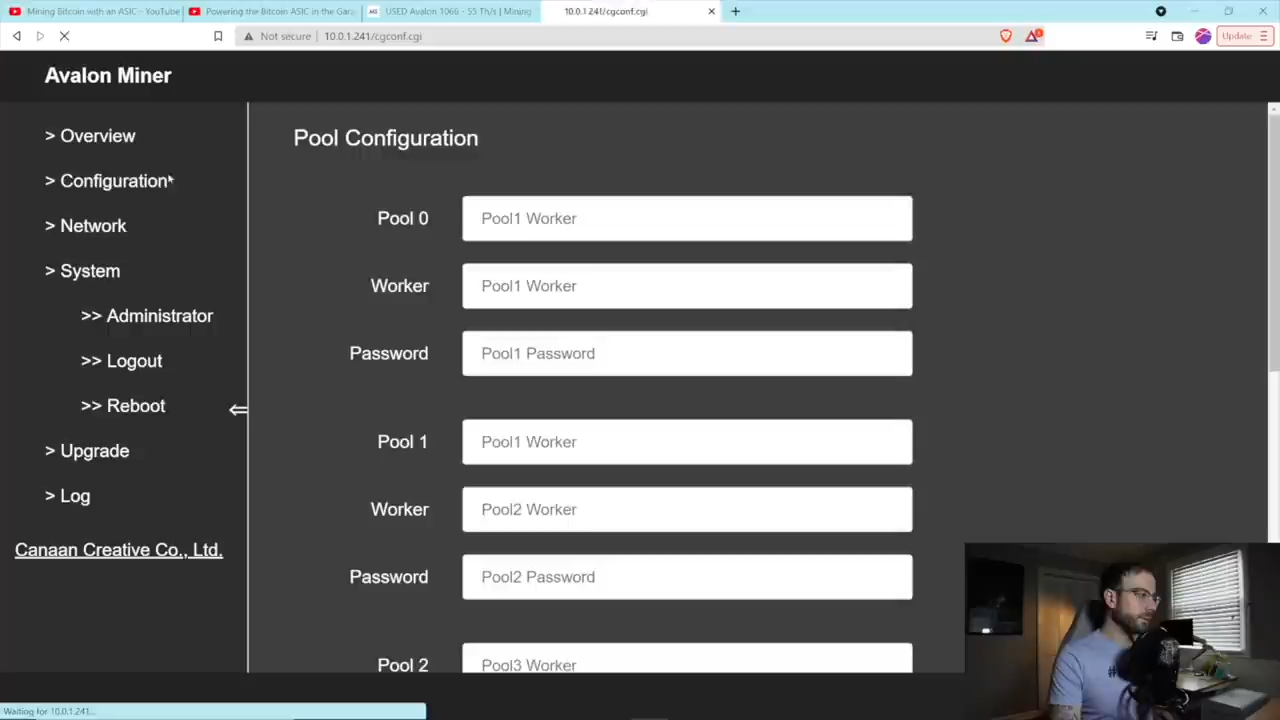 Mining Bitcoin with an ASIC - YouTube
Powering the Bitcoin ASIC in the Gara
USED Avalon 1066 - 55 Th/s | Mining
10.0.1.241/cgconf.cgi
Not secure
10.0.1.241/cgconf.cgi
Update
Avalon Miner
> Overview
> Configuration
> Network
> System
>> Administrator
>> Logout
>> Reboot
> Upgrade
> Log
Canaan Creative Co., Ltd.
Pool Configuration
Pool 0
Pool1 Worker
Worker
Pool1 Worker
Password
Pool1 Password
Pool 1
Pool1 Worker
Worker
Pool2 Worker
Password
Pool2 Password
Pool 2
Pool3 Worker
Waiting for 10.0.1.241...